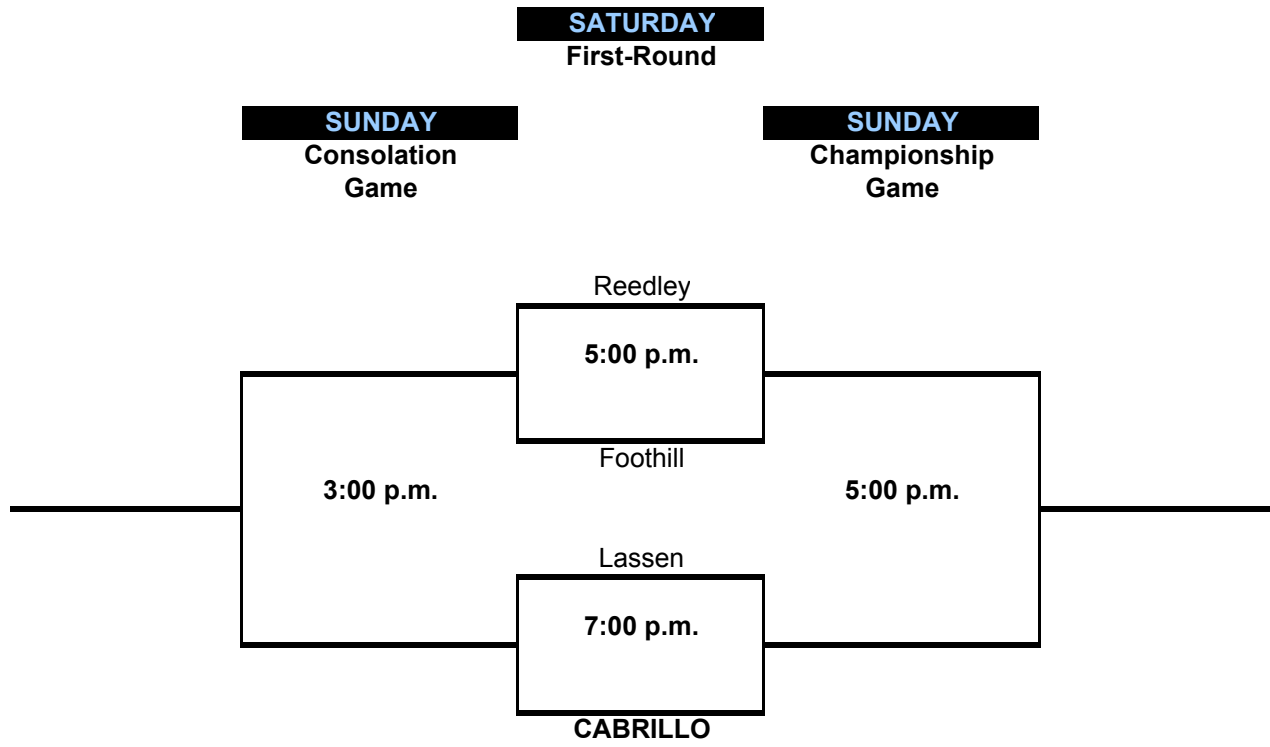 SATURDAY
First-Round
SUNDAY
Consolation
Game
SUNDAY
Championship
Game
Reedley
5:00 p.m.
Foothill
3:00 p.m.
5:00 p.m.
Lassen
7:00 p.m.
CABRILLO